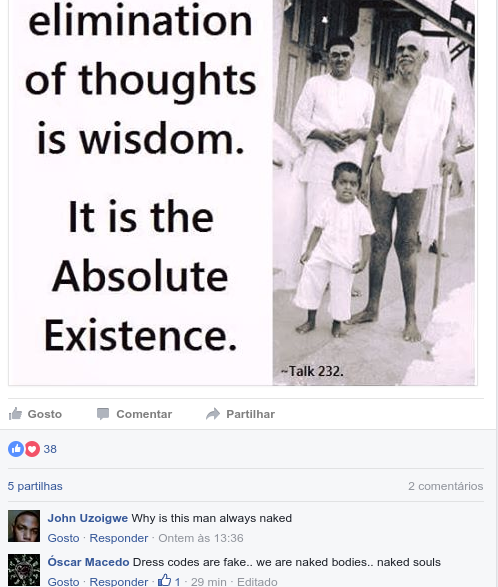 elimination
of thoughts
is wisdom.
It is the
Absolute
Existence.
~Talk 232.
Gosto Comentar Partilhar
38
5 partilhas 2 comentários
John Uzoigwe Why is this man always naked
Gosto · Responder · Ontem às 13:36
Óscar Macedo Dress codes are fake.. we are naked bodies.. naked souls
Gosto · Responder · 1 · 29 min · Editado